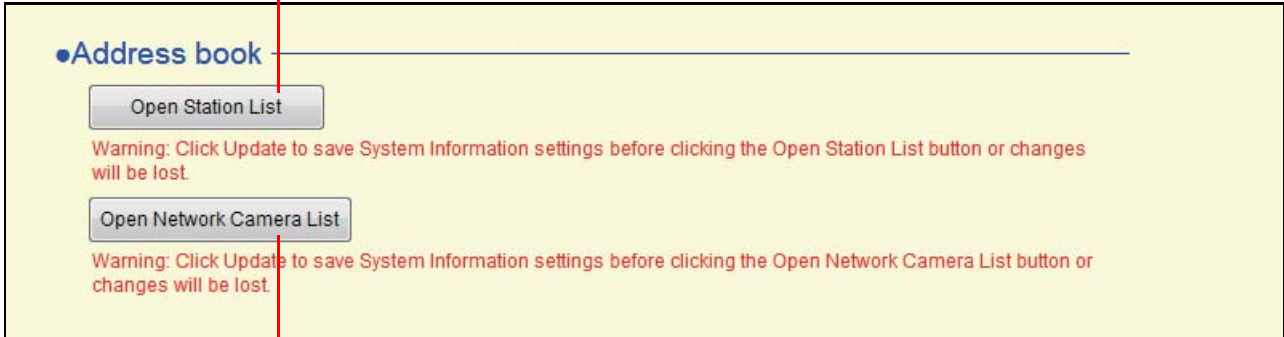 •Address book
Open Station List
Warning: Click Update to save System Information settings before clicking the Open Station List button or changes
will be lost.
Open Network Camera List
Warning: Click Update to save System Information settings before clicking the Open Network Camera List button or
changes will be lost.